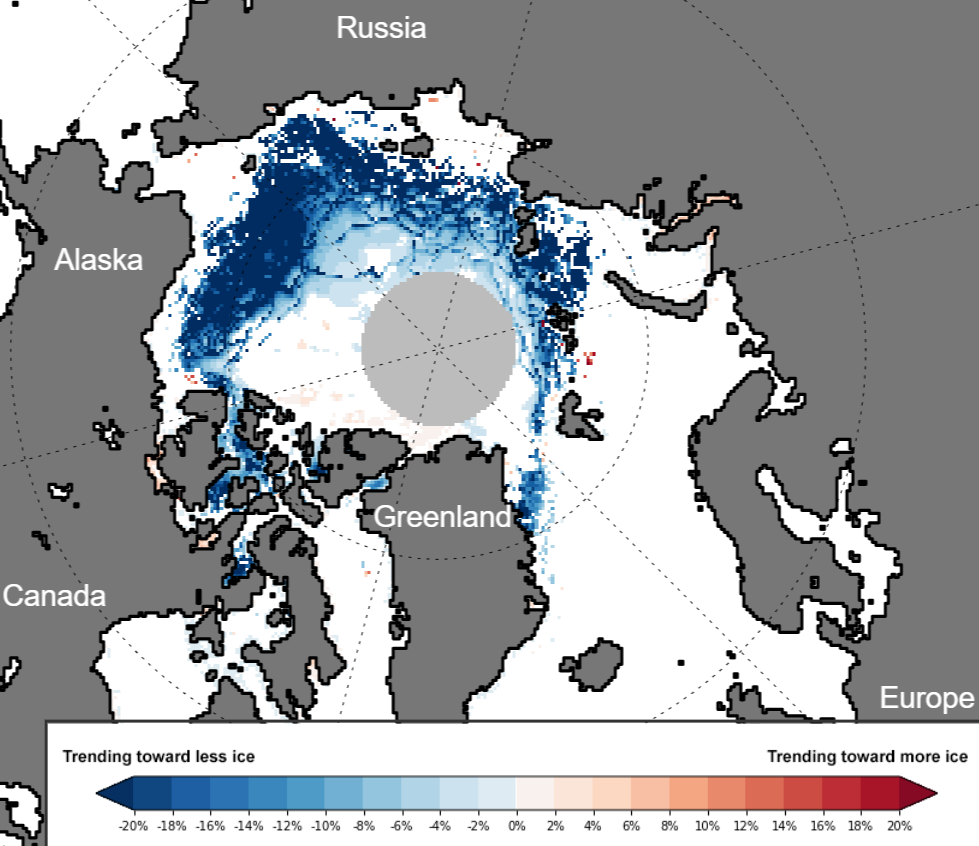 Russia
Alaska
Greenland
Canada
Europe
Trending toward less ice
Trending toward more ice
-20% -18% -16% -14% -12% -10% -8% -6% -4% -2% 0% 2% 4% 6% 8% 10% 12% 14% 16% 18% 20%